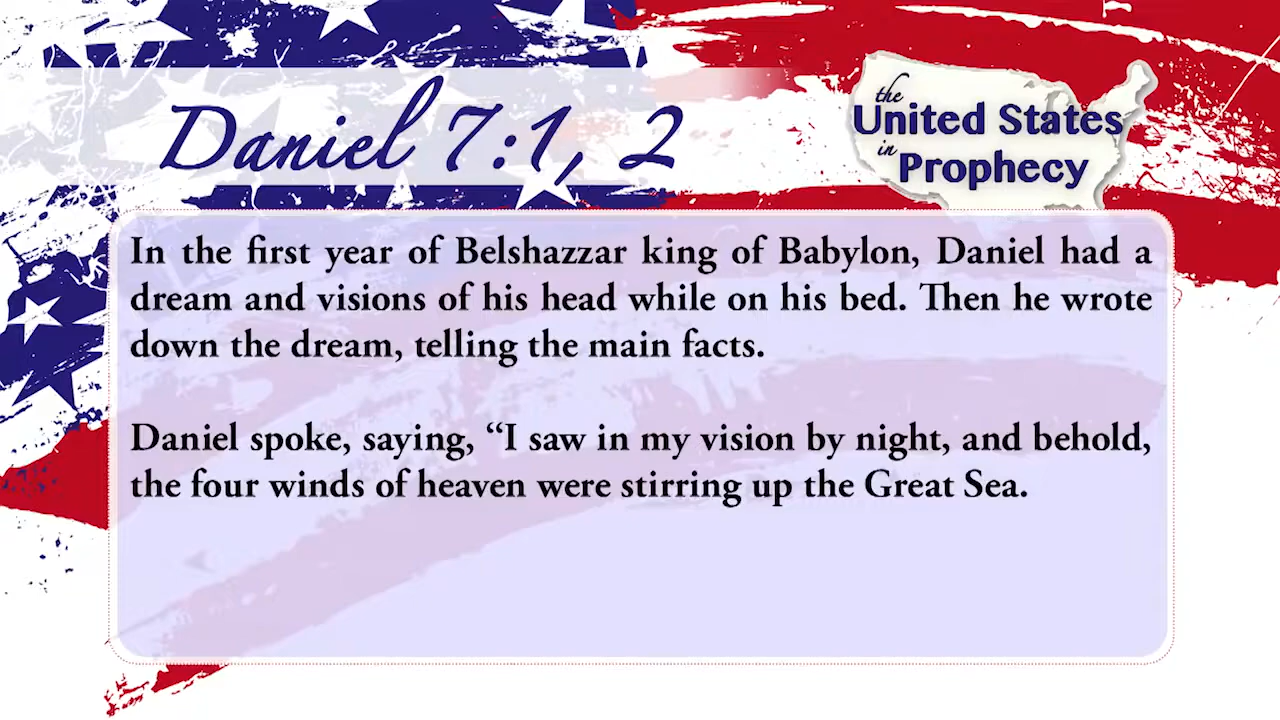 Daniel 7:1, 2
the
United States
in
Prophecy
In the first year of Belshazzar king of Babylon, Daniel had a
dream and visions of his head while on his bed. Then he wrote
down the dream, telling the main facts.
Daniel spoke, saying, “I saw in my vision by night, and behold,
the four winds of heaven were stirring up the Great Sea.